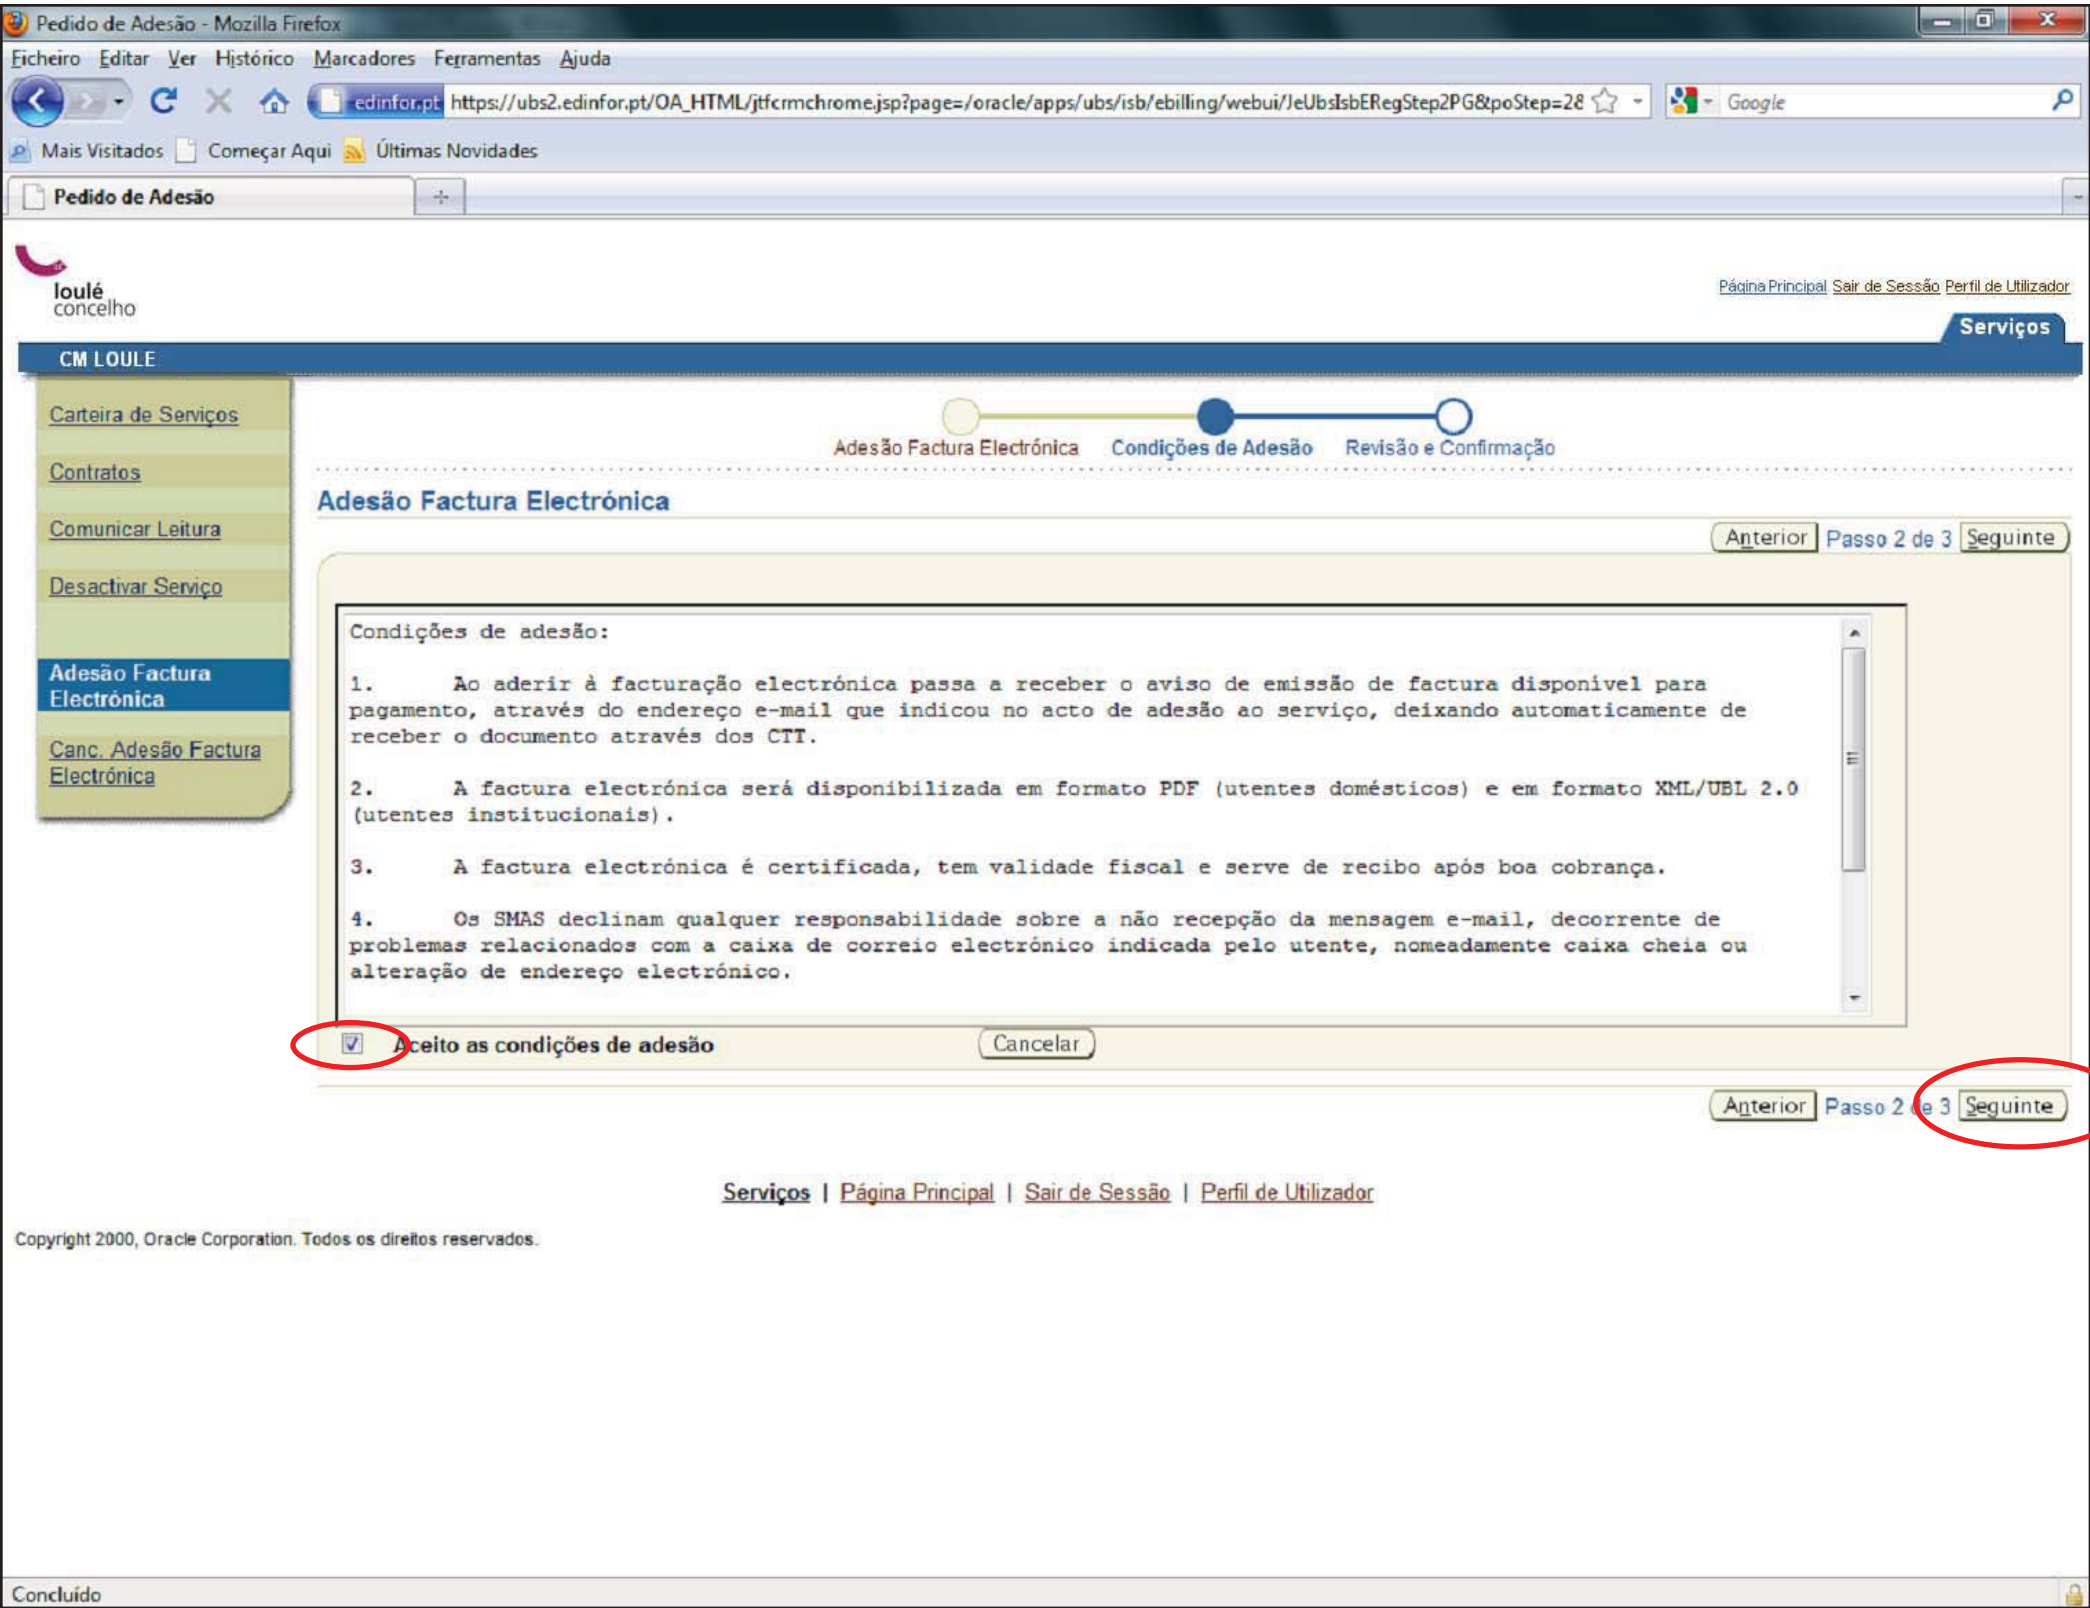 Pedido de Adesão - Mozilla Firefox
Ficheiro Editar Ver Histórico Marcadores Ferramentas Ajuda
edinfor.pt https://ubs2.edinfor.pt/OA_HTML/jtfcrmchrome.jsp?page=/oracle/apps/ubs/isb/ebilling/webui/JeUbsIsbERegStep2PG&poStep=28 Google
Mais Visitados Começar Aqui Últimas Novidades
Pedido de Adesão
loulé
concelho
Página Principal Sair de Sessão Perfil de Utilizador
Serviços
CM LOULE
Carteira de Serviços
Contratos
Comunicar Leitura
Desactivar Serviço
Adesão Factura
Electrónica
Canc. Adesão Factura
Electrónica
Adesão Factura Electrónica Condições de Adesão Revisão e Confirmação
Adesão Factura Electrónica
Anterior Passo 2 de 3 Seguinte
Condições de adesão:
1. Ao aderir à facturação electrónica passa a receber o aviso de emissão de factura disponível para
pagamento, através do endereço e-mail que indicou no acto de adesão ao serviço, deixando automaticamente de
receber o documento através dos CTT.
2. A factura electrónica será disponibilizada em formato PDF (utentes domésticos) e em formato XML/UBL 2.0
(utentes institucionais).
3. A factura electrónica é certificada, tem validade fiscal e serve de recibo após boa cobrança.
4. Os SMAS declinam qualquer responsabilidade sobre a não recepção da mensagem e-mail, decorrente de
problemas relacionados com a caixa de correio electrónico indicada pelo utente, nomeadamente caixa cheia ou
alteração de endereço electrónico.
Aceito as condições de adesão Cancelar
Anterior Passo 2 de 3 Seguinte
Serviços | Página Principal | Sair de Sessão | Perfil de Utilizador
Copyright 2000, Oracle Corporation. Todos os direitos reservados.
Concluído